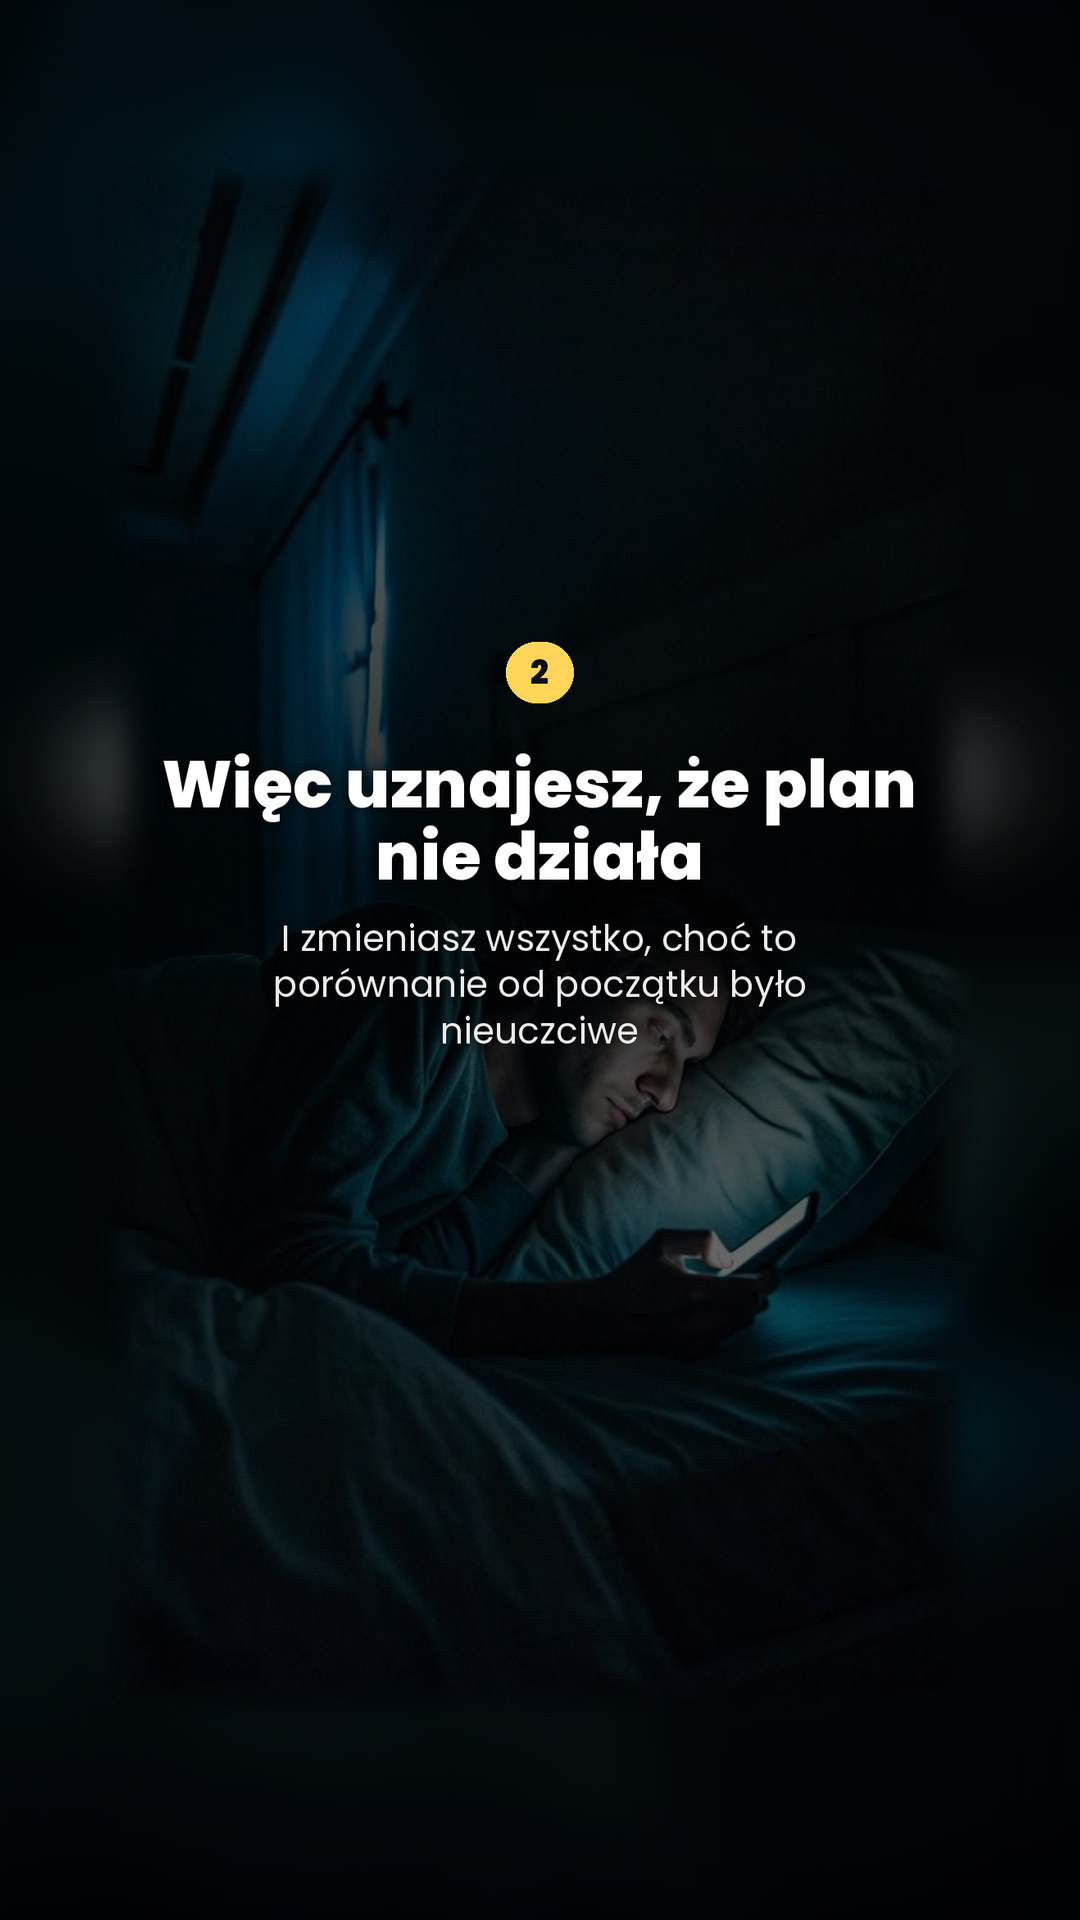 2
Więc uznajesz, że plan
nie działa
I zmieniasz wszystko, choć to
porównanie od początku było
nieuczciwe